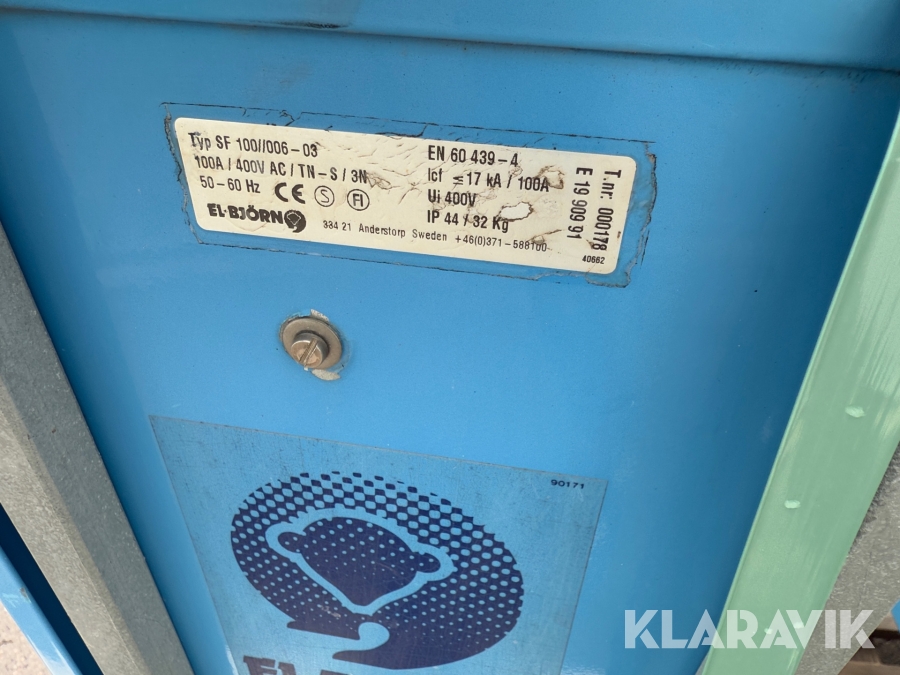 Typ SF 100//006-03
100A / 400V AC / TN-S / 3N
50-60 Hz CE S FI
EL·BJÖRN
EN 60 439-4
Icf ≤ 17 kA / 100A
Ui 400V
IP 44 / 32 Kg
334 21 Anderstorp Sweden +46(0)371-588100
E 19 909 91
T.nr: 000178
40662
90171
KLARAVIK